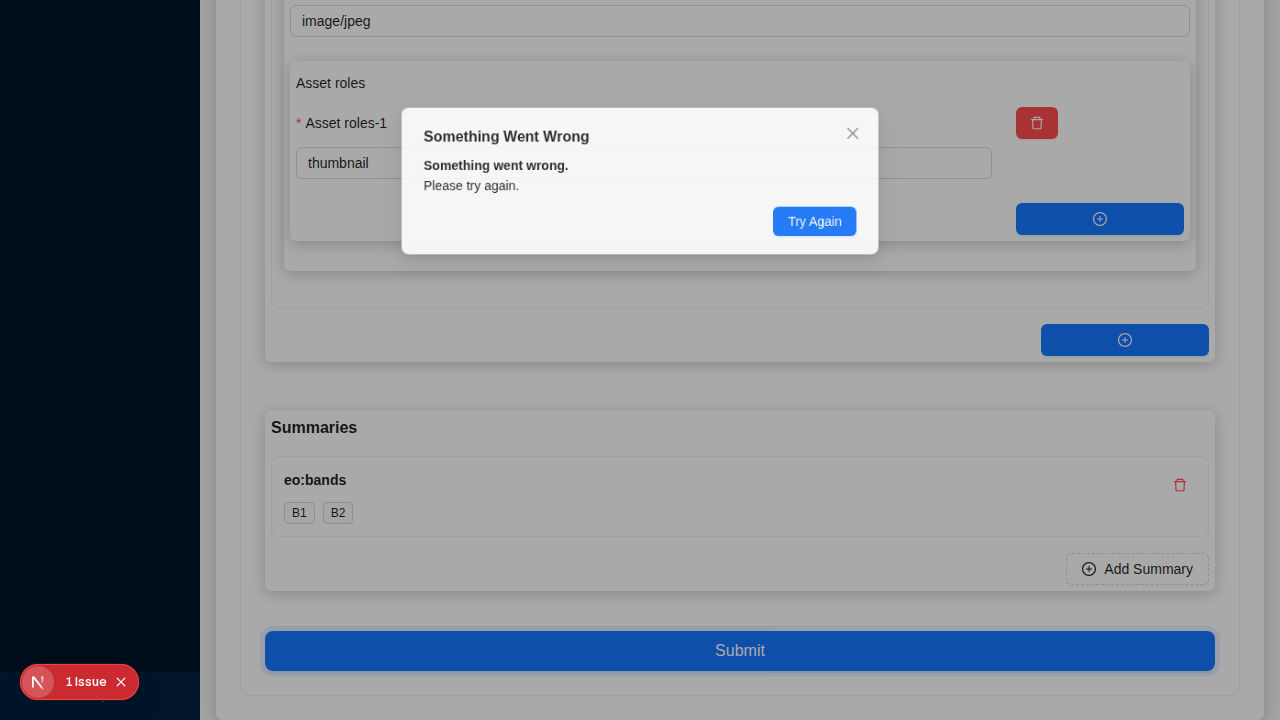 image/jpeg
Asset roles
* Asset roles-1
thumbnail
Something Went Wrong
Something went wrong.
Please try again.
Try Again
Summaries
eo:bands
B1 B2
Add Summary
Submit
N 1 Issue